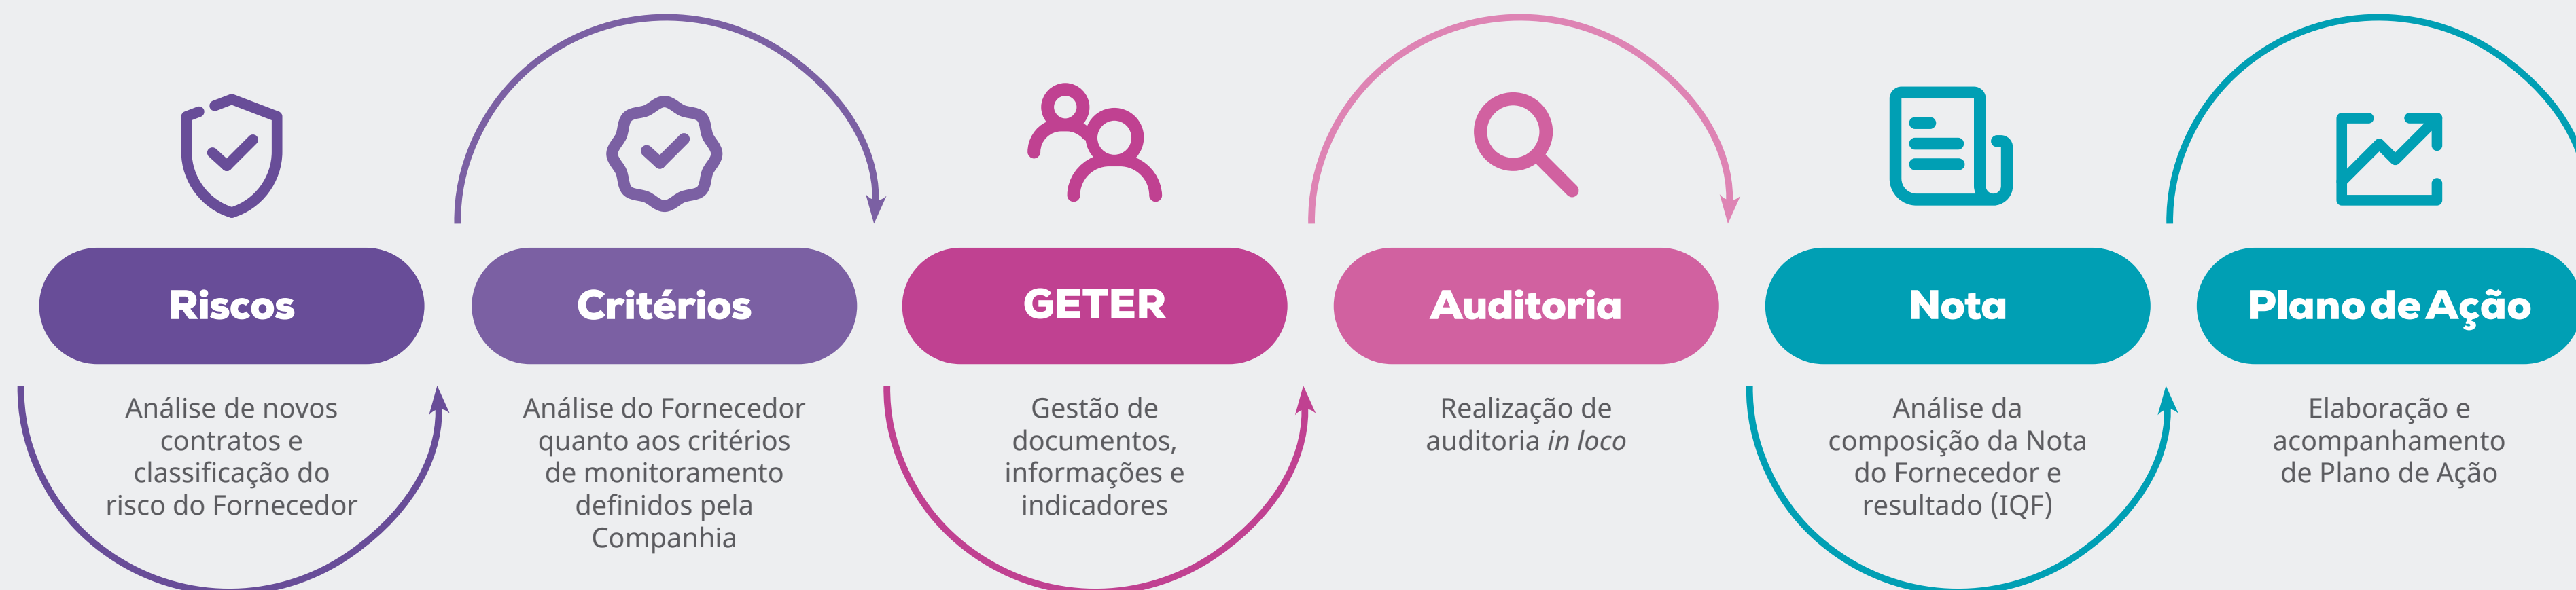 Riscos
Análise de novos
contratos e
classificação do
risco do Fornecedor
Critérios
Análise do Fornecedor
quanto aos critérios
de monitoramento
definidos pela
Companhia
GETER
Gestão de
documentos,
informações e
indicadores
Auditoria
Realização de
auditoria in loco
Nota
Análise da
composição da Nota
do Fornecedor e
resultado (IQF)
Plano de Ação
Elaboração e
acompanhamento
de Plano de Ação